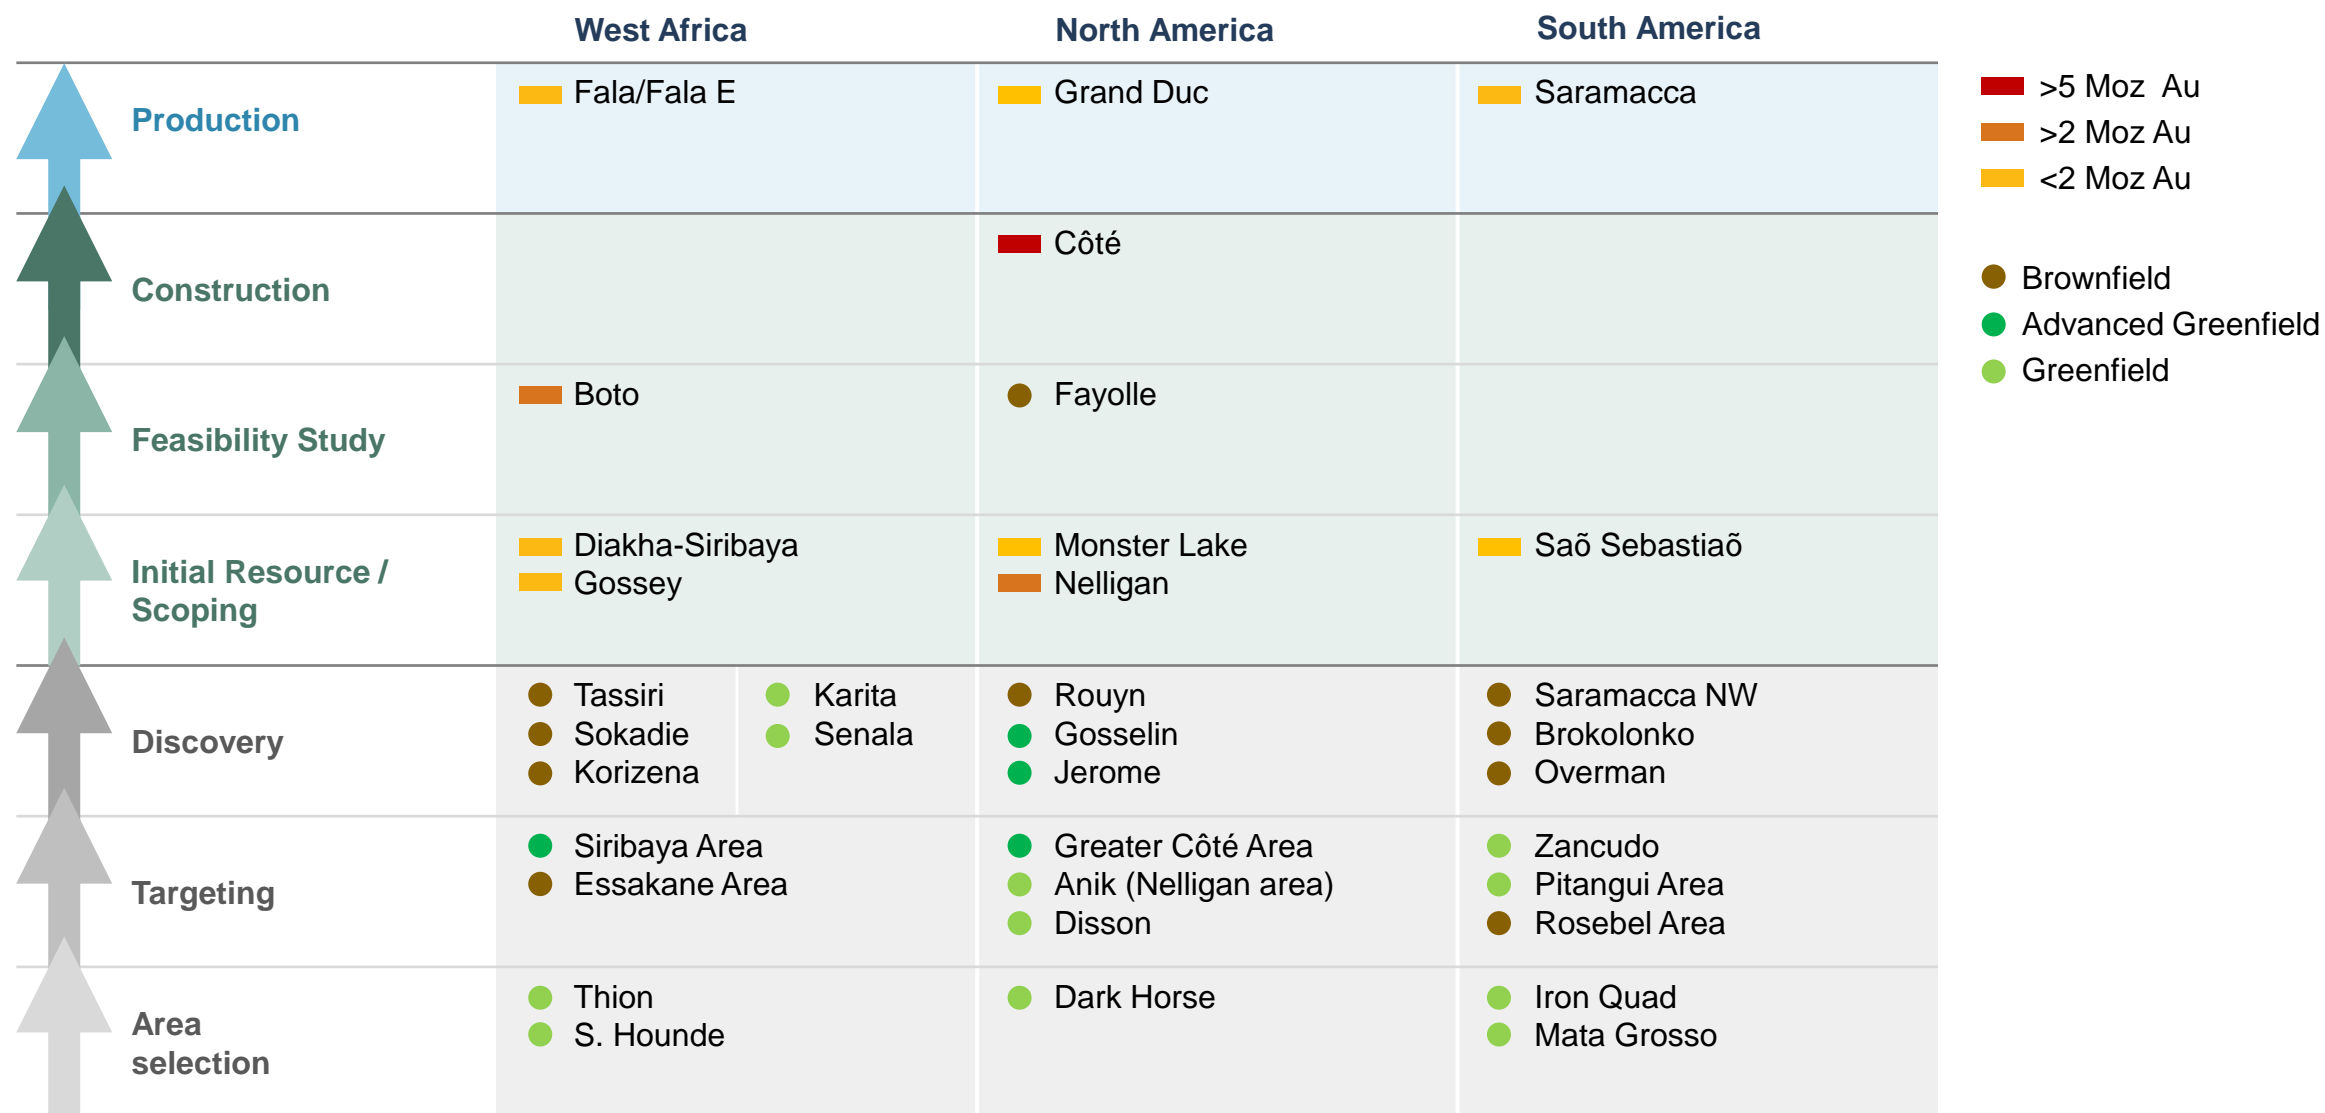 West Africa
North America
South America
Production
Fala/Fala E
Grand Duc
Saramacca
>5 Moz  Au
>2 Moz Au
<2 Moz Au
Construction
Côté
Brownfield
Advanced Greenfield
Greenfield
Feasibility Study
Boto
Fayolle
Initial Resource /
Scoping
Diakha-Siribaya
Gossey
Monster Lake
Nelligan
Saõ Sebastiaõ
Discovery
Tassiri
Sokadie
Korizena
Karita
Senala
Rouyn
Gosselin
Jerome
Saramacca NW
Brokolonko
Overman
Targeting
Siribaya Area
Essakane Area
Greater Côté Area
Anik (Nelligan area)
Disson
Zancudo
Pitangui Area
Rosebel Area
Area
selection
Thion
S. Hounde
Dark Horse
Iron Quad
Mata Grosso